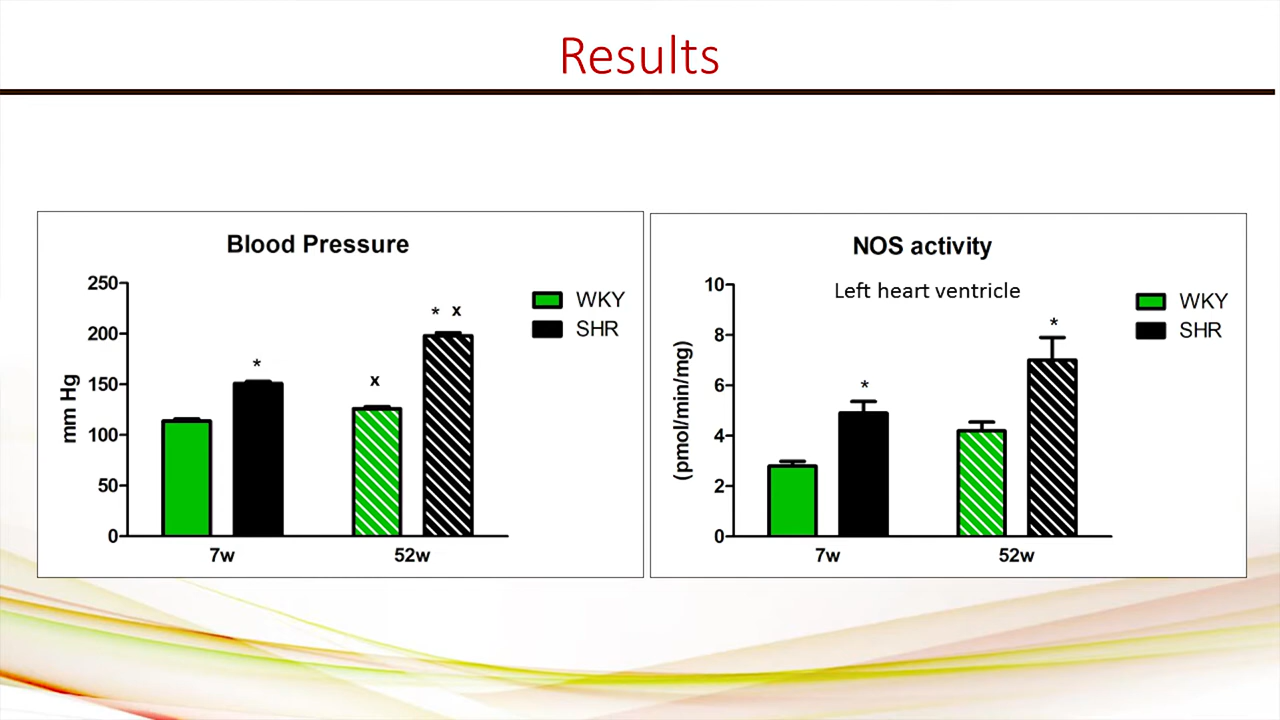 Results
Blood Pressure
250
200
150
100
50
0
mm Hg
*
x
* x
7w
52w
WKY
SHR
NOS activity
Left heart ventricle
10
8
6
4
2
0
(pmol/min/mg)
*
*
7w
52w
WKY
SHR